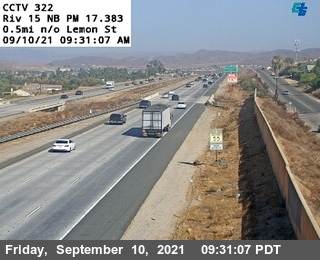 CCTV 322
Riv 15 NB PM 17.383
0.5mi n/o Lemon St
09/10/21 09:31:07 AM
Friday, September 10, 2021 09:31:07 PDT